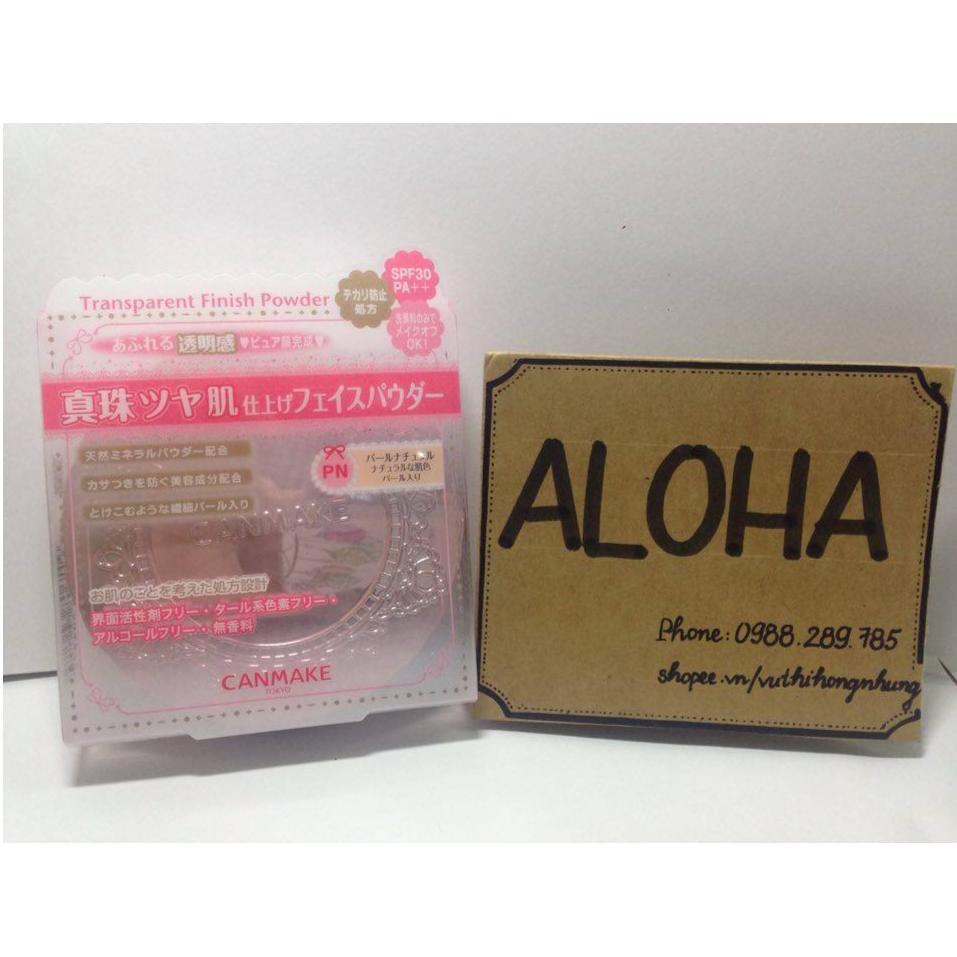 Transparent Finish Powder
テカリ防止
処方
SPF30
PA++
洗顔料のみで
メイクオフ
OK!
あふれる透明感♥ピュア顔完成♥
真珠ツヤ肌仕上げフェイスパウダー
天然ミネラルパウダー配合
カサつきを防ぐ美容成分配合
とけこむような繊細パール入り
PN
パールナチュラル
ナチュラルな肌色
パール入り
CANMAKE
お肌のことを考えた処方設計
界面活性剤フリー・タール系色素フリー・
アルコールフリー・無香料
CANMAKE
TOKYO
ALOHA
Phone: 0988.289.785
shopee.vn/vuthihongnhung